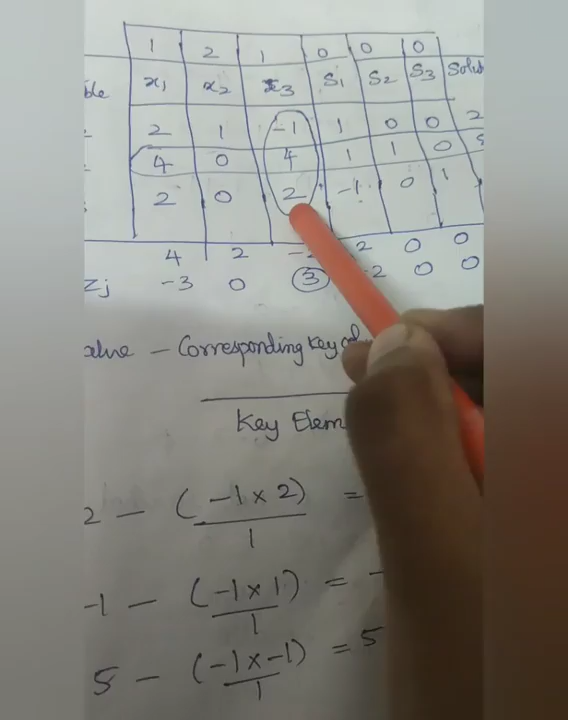 1 2 1 0 0 0
ble x1 x2 x3 S1 S2 S3 Solu
2 1 -1 1 0 0 2
4 0 4 1 1 0
2 0 2 -1 0 1
4 2 -2 2 0 0
Zj -3 0 3 -2 0 0
alue - Corresponding key col
Key Elem
2 - (-1 x 2) =
1
-1 - (-1 x 1) = -
1
5 - (-1 x -1) = 5
1